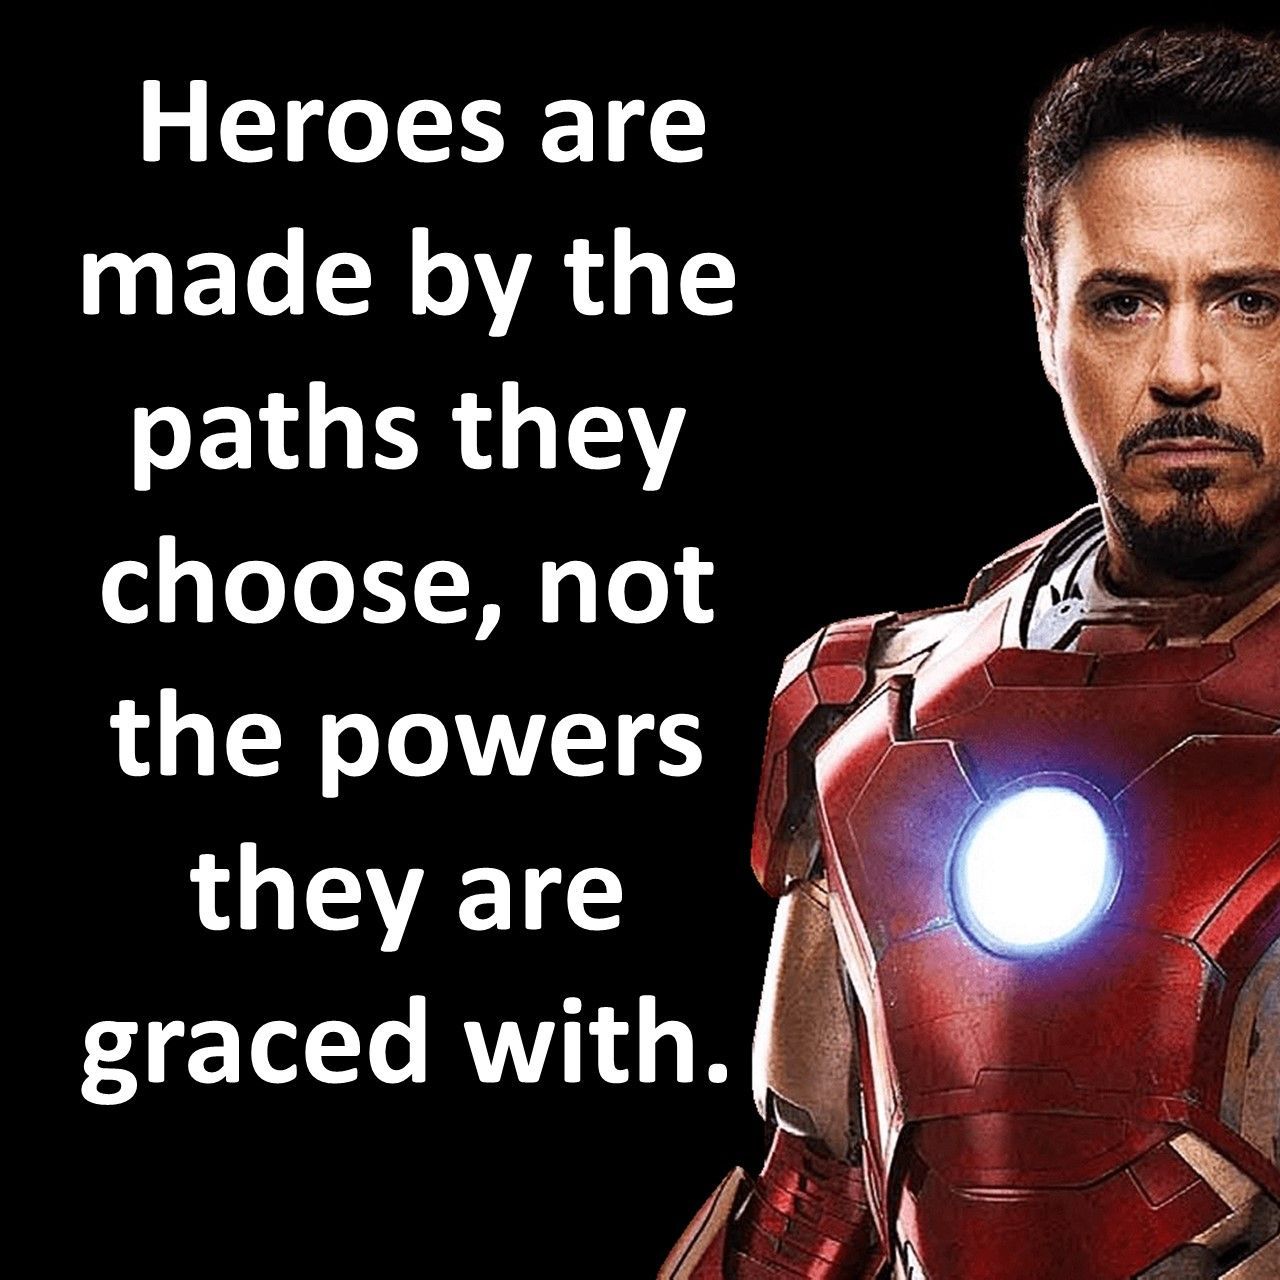 Heroes are
made by the
paths they
choose, not
the powers
they are
graced with.